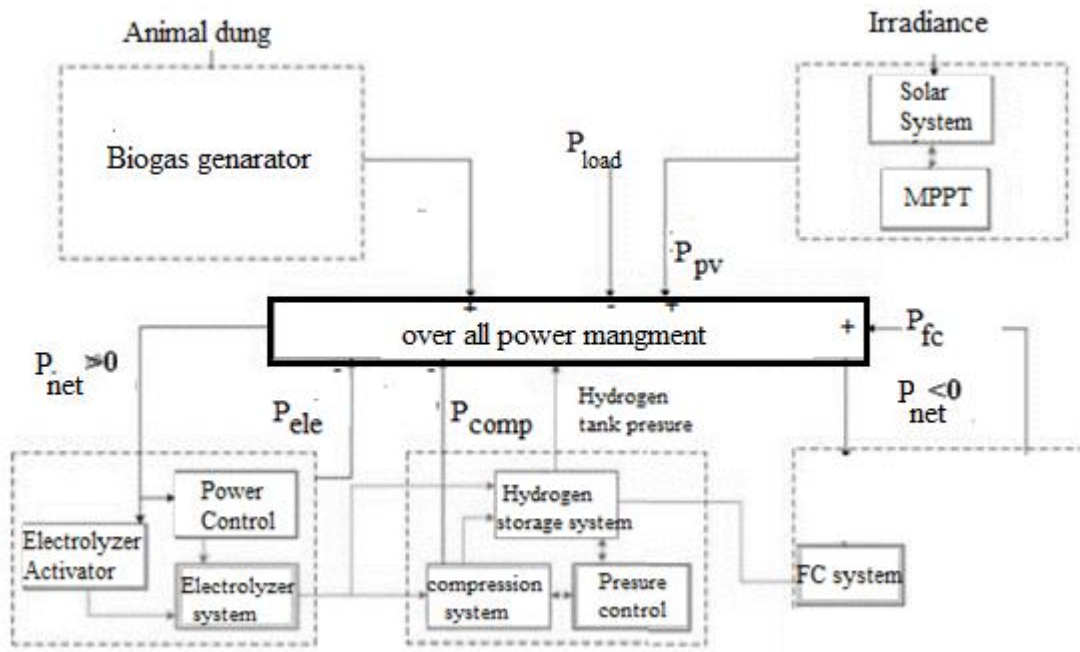 Animal dung
Irradiance
Solar
System
MPPT
Biogas genarator
P load
P pv
+
-
+
over all power mangment
+
P fc
P net >0
-
-
P ele
P comp
Hydrogen
tank presure
P net <0
Power
Control
Electrolyzer
Activator
Electrolyzer
system
Hydrogen
storage system
compression
system
Presure
control
FC system